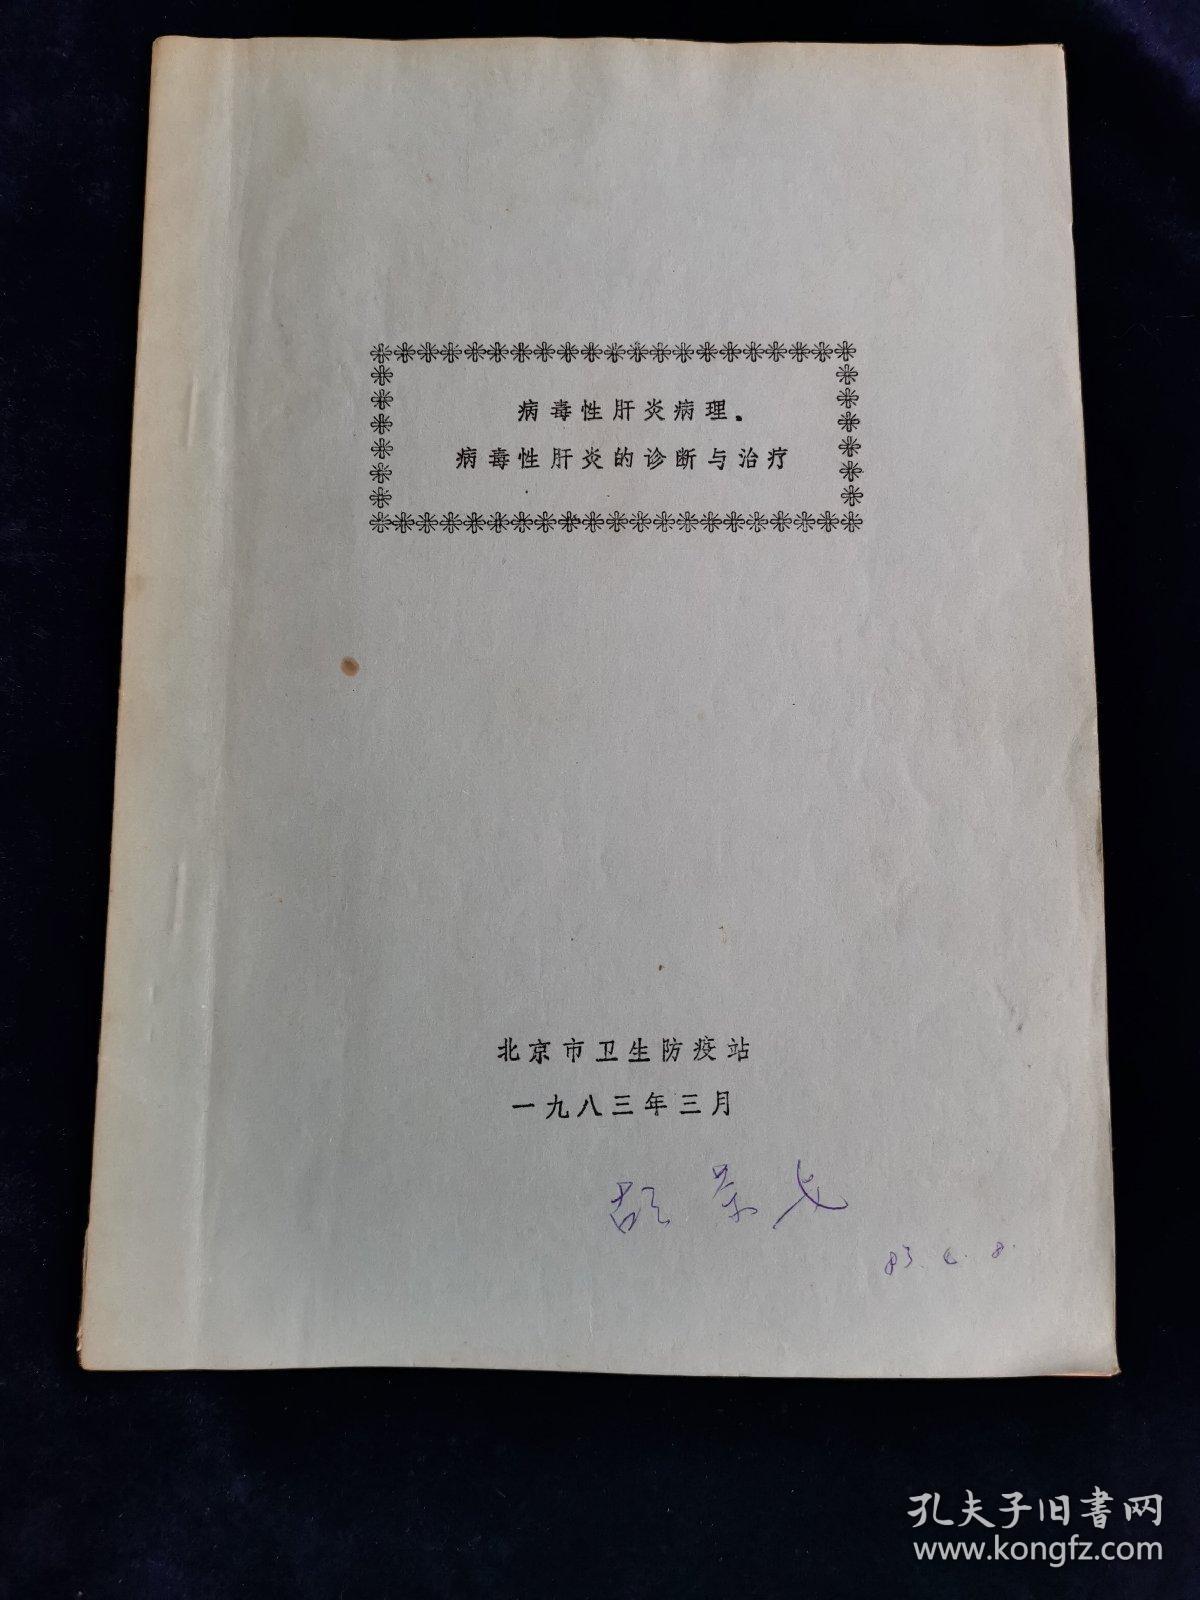 病毒性肝炎病理.
病毒性肝炎的诊断与治疗
北京市卫生防疫站
一九八三年三月
83.6.8.
孔夫子旧書网
www.kongfz.com